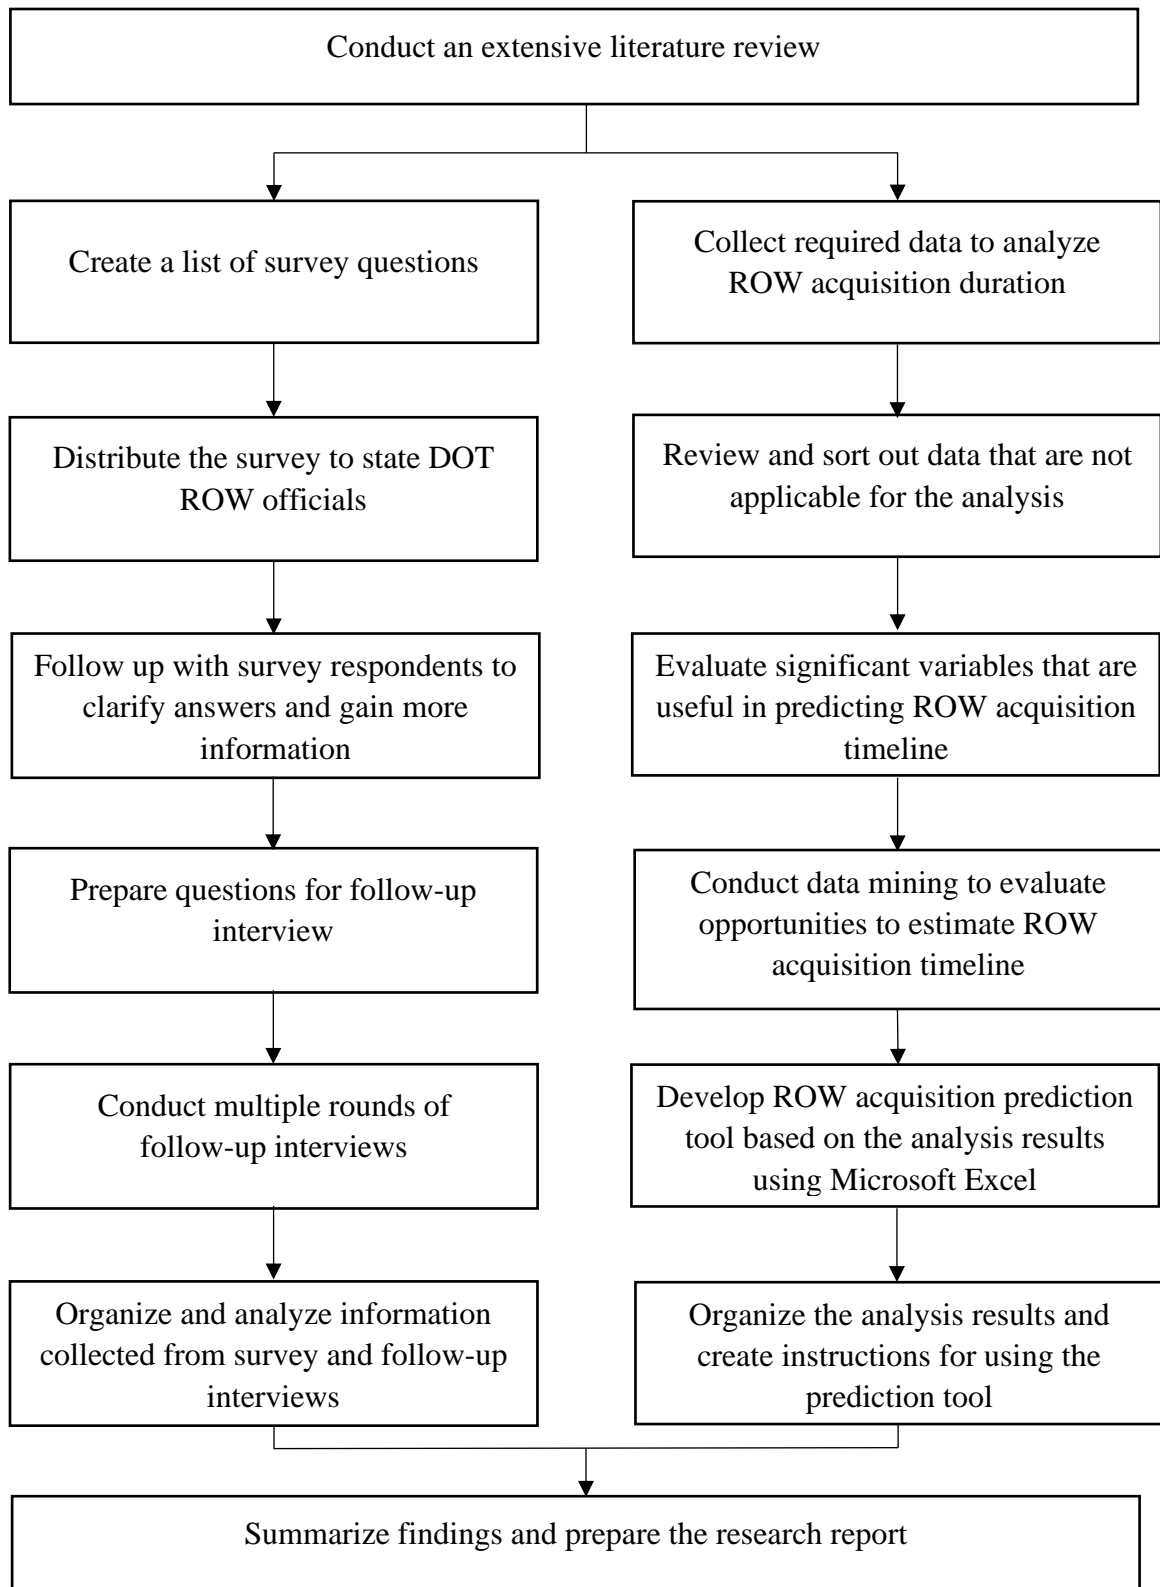 Conduct an extensive literature review
Create a list of survey questions
Distribute the survey to state DOT
ROW officials
Follow up with survey respondents to
clarify answers and gain more
information
Prepare questions for follow-up
interview
Conduct multiple rounds of
follow-up interviews
Organize and analyze information
collected from survey and follow-up
interviews
Collect required data to analyze
ROW acquisition duration
Review and sort out data that are not
applicable for the analysis
Evaluate significant variables that are
useful in predicting ROW acquisition
timeline
Conduct data mining to evaluate
opportunities to estimate ROW
acquisition timeline
Develop ROW acquisition prediction
tool based on the analysis results
using Microsoft Excel
Organize the analysis results and
create instructions for using the
prediction tool
Summarize findings and prepare the research report